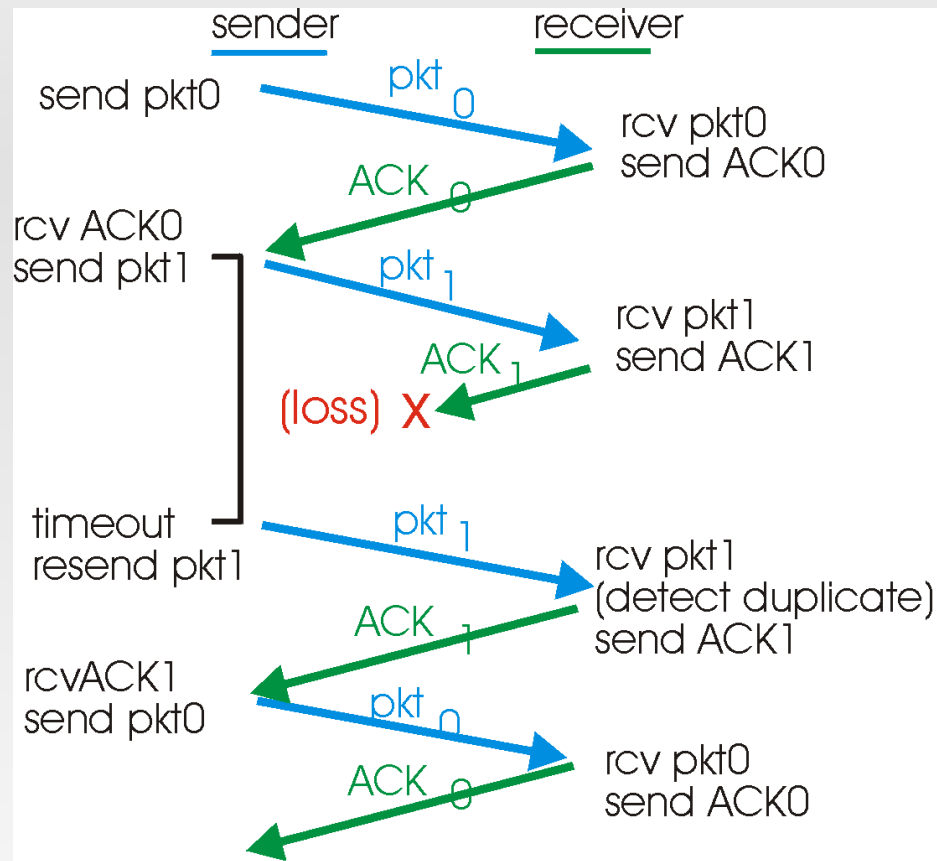 sender
receiver
send pkt0
pkt 0
rcv pkt0
send ACK0
ACK 0
rcv ACK0
send pkt1
pkt 1
rcv pkt1
send ACK1
ACK 1
(loss) X
timeout
resend pkt1
pkt 1
rcv pkt1
(detect duplicate)
send ACK1
ACK 1
rcvACK1
send pkt0
pkt 0
rcv pkt0
send ACK0
ACK 0